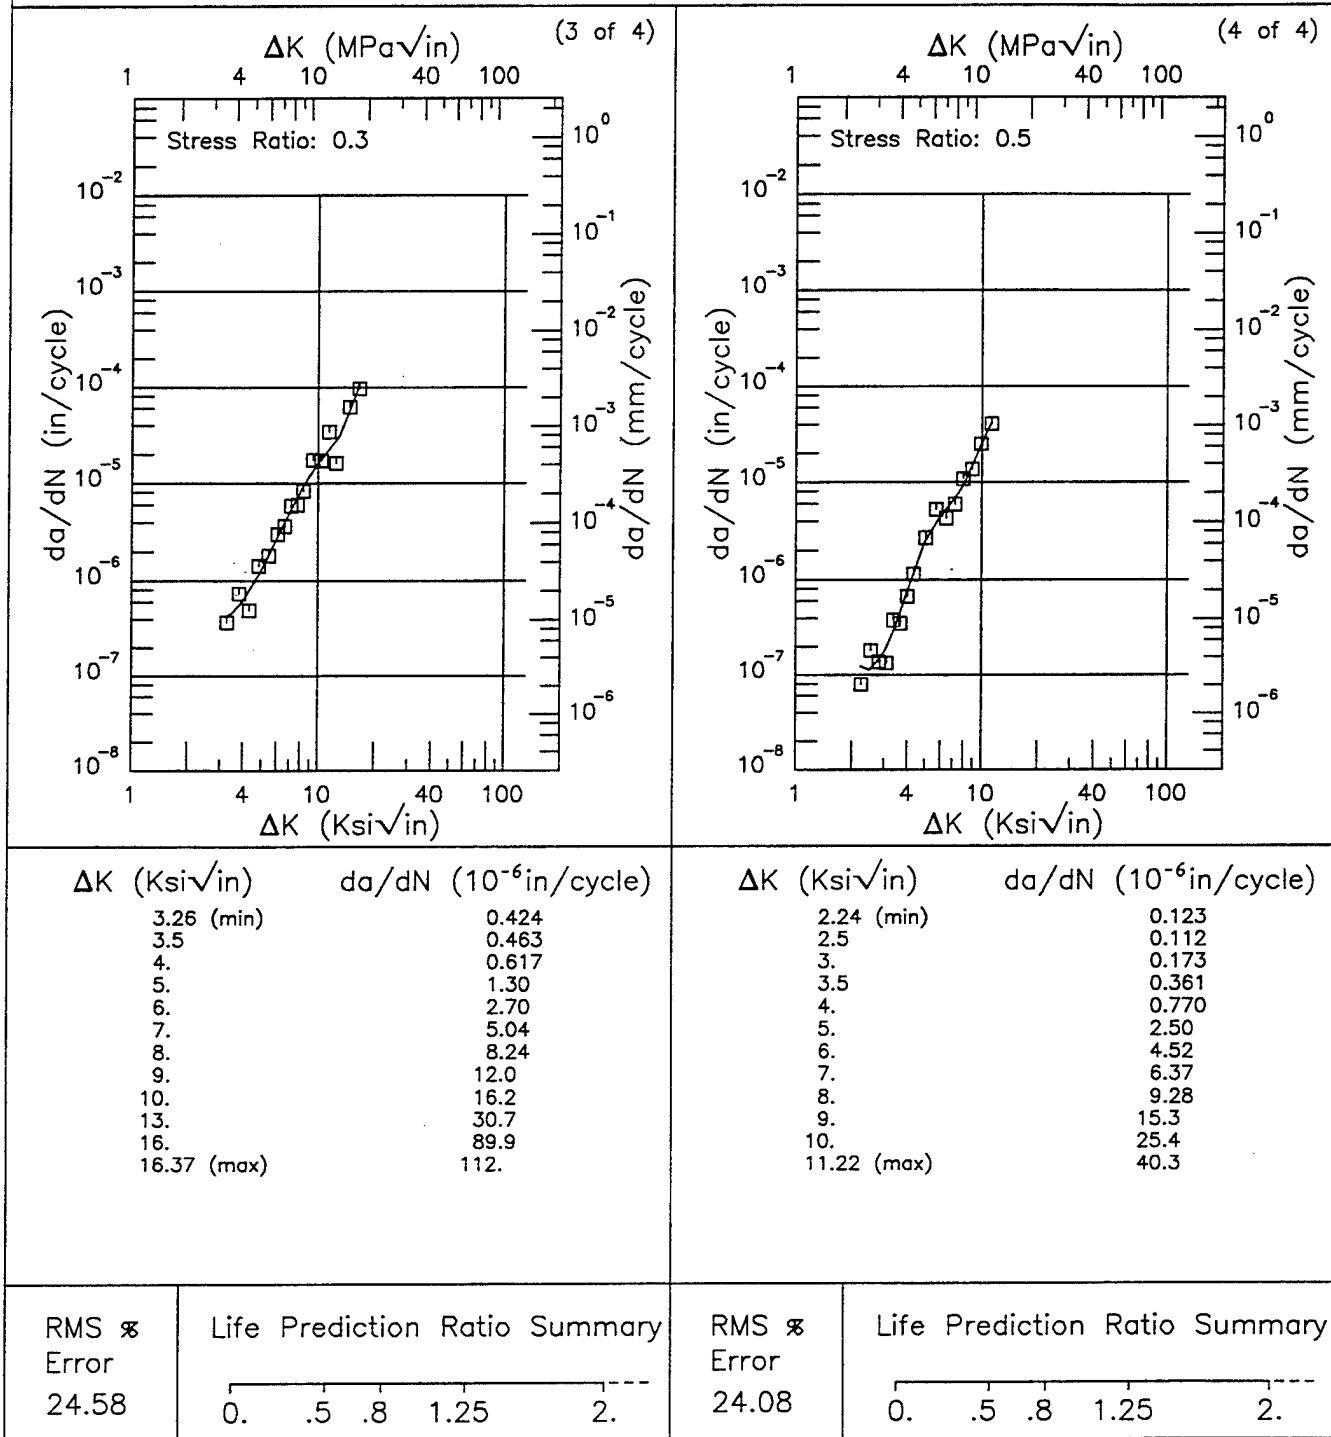 (3 of 4)
ΔK (MPa√in)
1 4 10 40 100
Stress Ratio: 0.3
10⁻²
10⁻³
10⁻⁴
10⁻⁵
10⁻⁶
10⁻⁷
10⁻⁸
da/dN (in/cycle)
10⁰
10⁻¹
10⁻²
10⁻³
10⁻⁴
10⁻⁵
10⁻⁶
da/dN (mm/cycle)
1 4 10 40 100
ΔK (Ksi√in)
ΔK (Ksi√in) da/dN (10⁻⁶in/cycle)
3.26 (min) 0.424
3.5 0.463
4. 0.617
5. 1.30
6. 2.70
7. 5.04
8. 8.24
9. 12.0
10. 16.2
13. 30.7
16. 89.9
16.37 (max) 112.
RMS %
Error
24.58
Life Prediction Ratio Summary
0. .5 .8 1.25 2.
(4 of 4)
ΔK (MPa√in)
1 4 10 40 100
Stress Ratio: 0.5
10⁻²
10⁻³
10⁻⁴
10⁻⁵
10⁻⁶
10⁻⁷
10⁻⁸
da/dN (in/cycle)
10⁰
10⁻¹
10⁻²
10⁻³
10⁻⁴
10⁻⁵
10⁻⁶
da/dN (mm/cycle)
1 4 10 40 100
ΔK (Ksi√in)
ΔK (Ksi√in) da/dN (10⁻⁶in/cycle)
2.24 (min) 0.123
2.5 0.112
3. 0.173
3.5 0.361
4. 0.770
5. 2.50
6. 4.52
7. 6.37
8. 9.28
9. 15.3
10. 25.4
11.22 (max) 40.3
RMS %
Error
24.08
Life Prediction Ratio Summary
0. .5 .8 1.25 2.